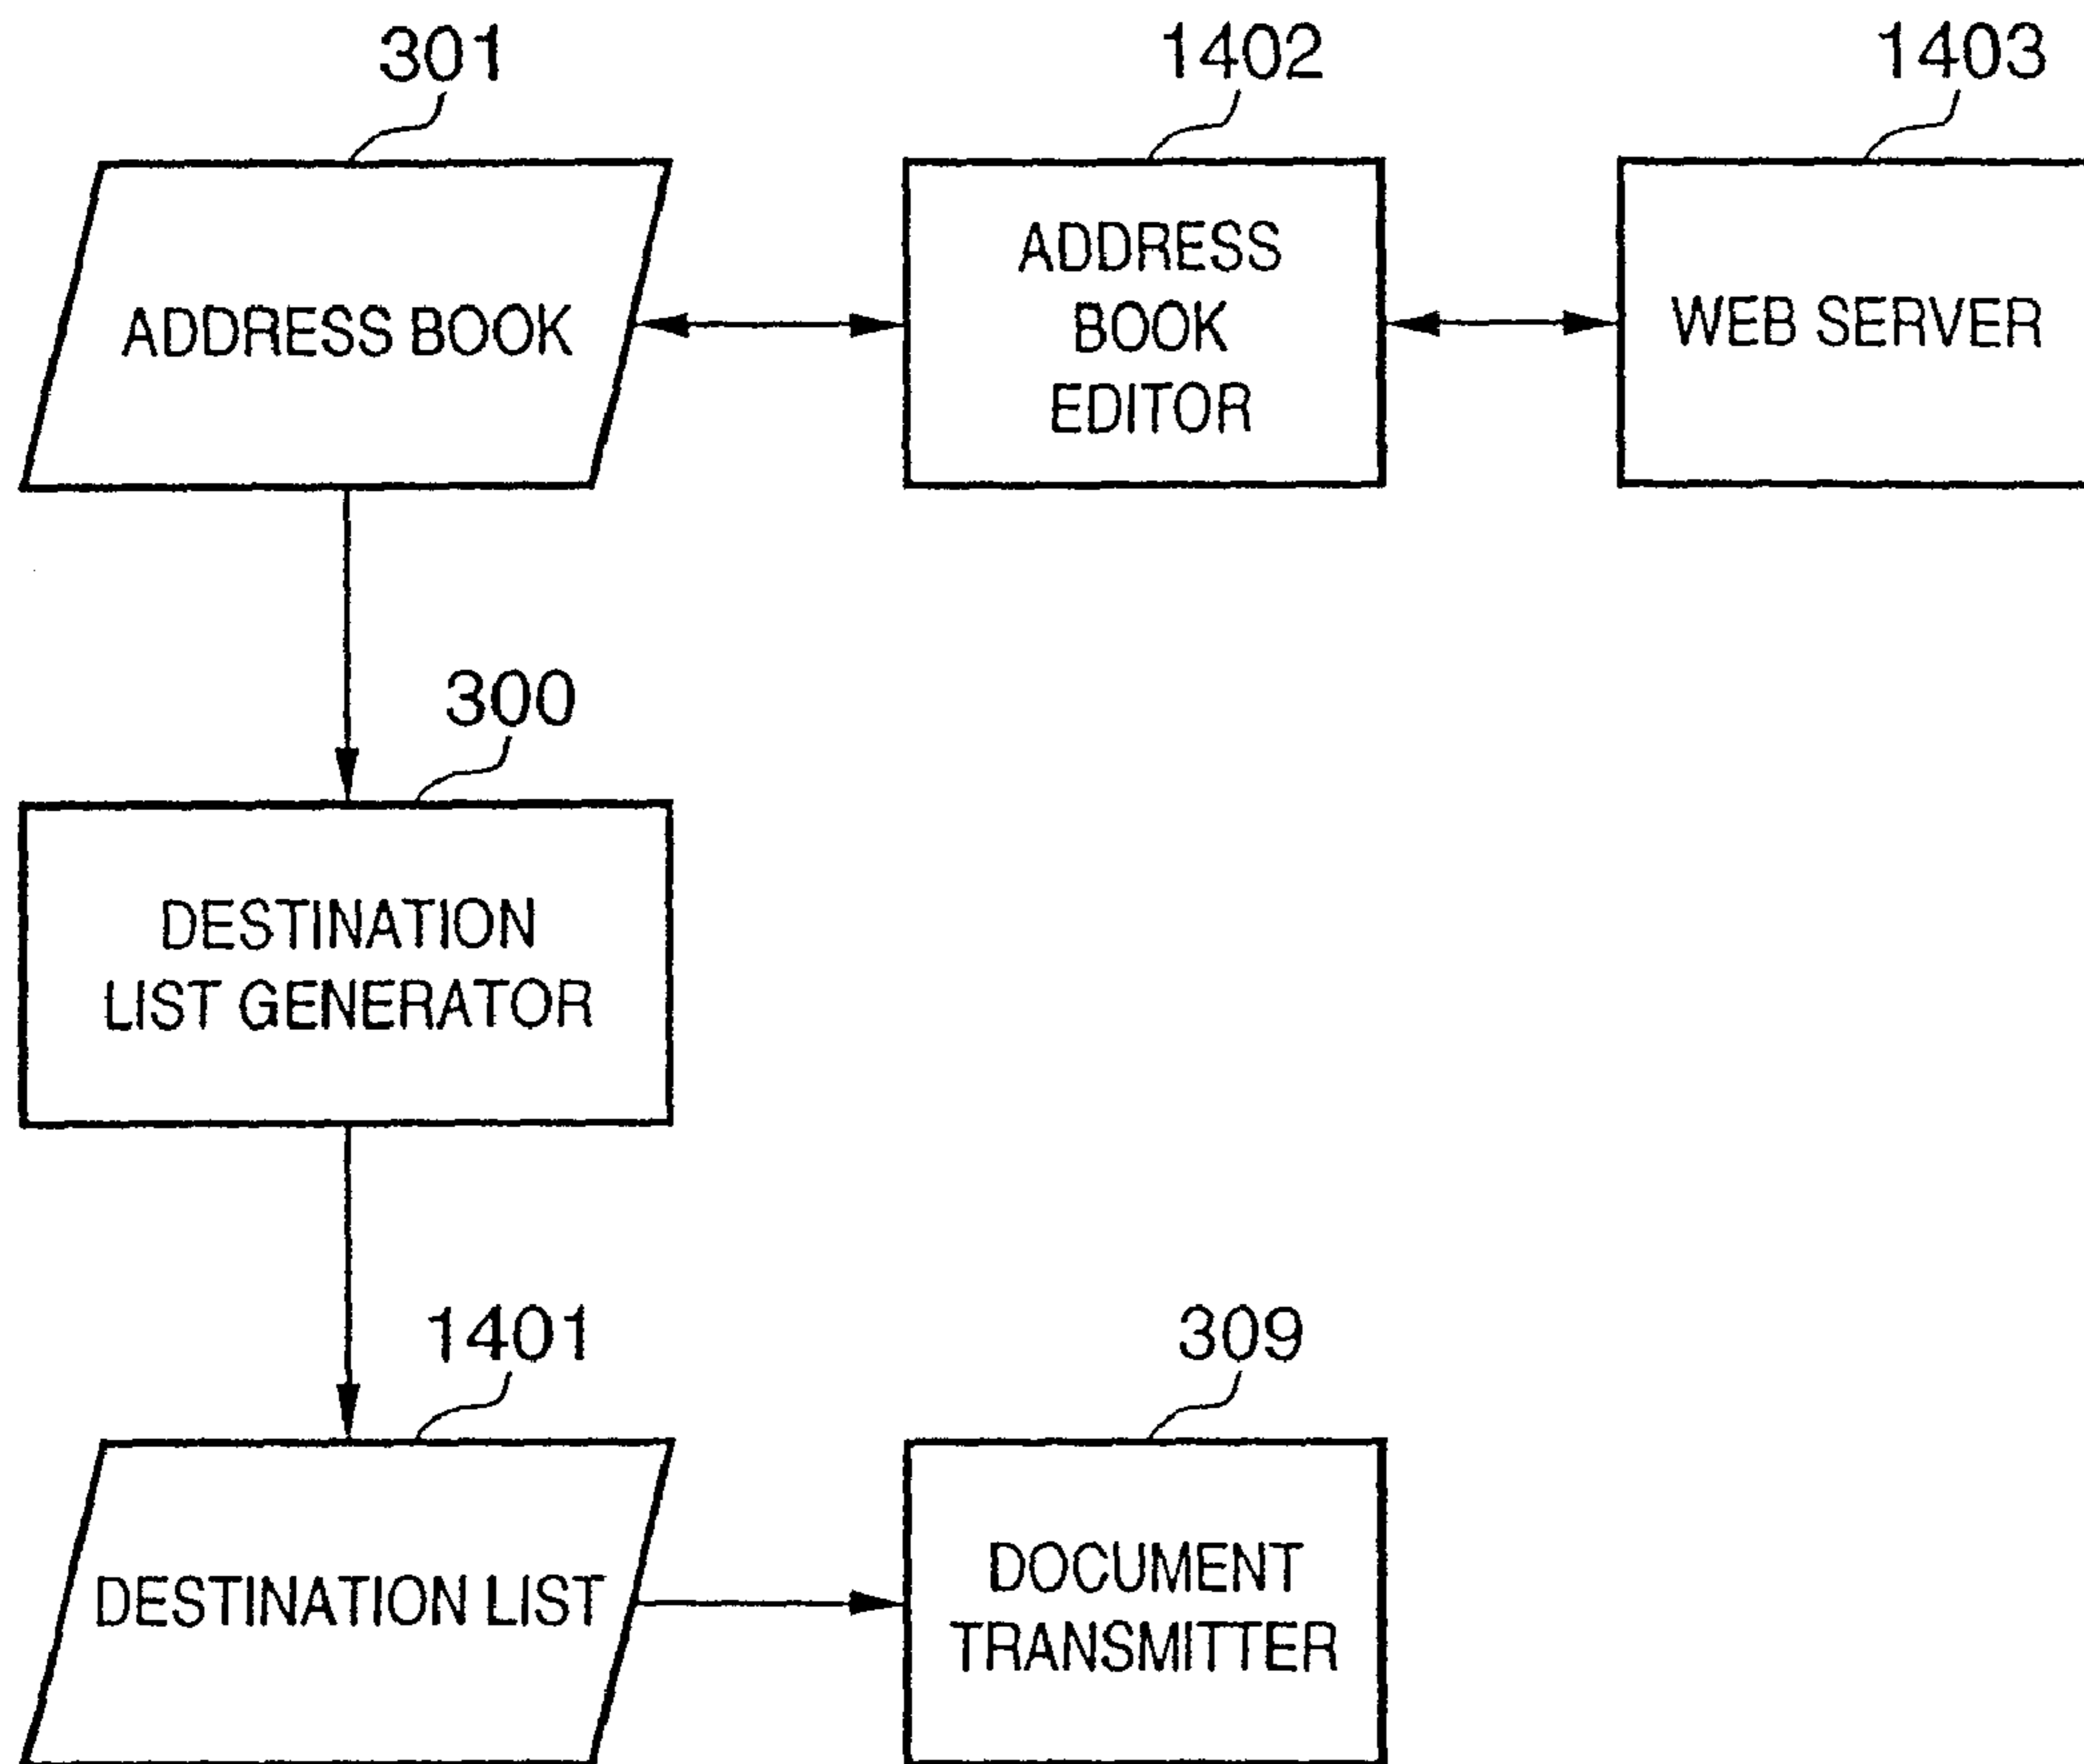 301
1402
1403
ADDRESS BOOK
ADDRESS
BOOK
EDITOR
WEB SERVER
300
DESTINATION
LIST GENERATOR
1401
309
DESTINATION LIST
DOCUMENT
TRANSMITTER